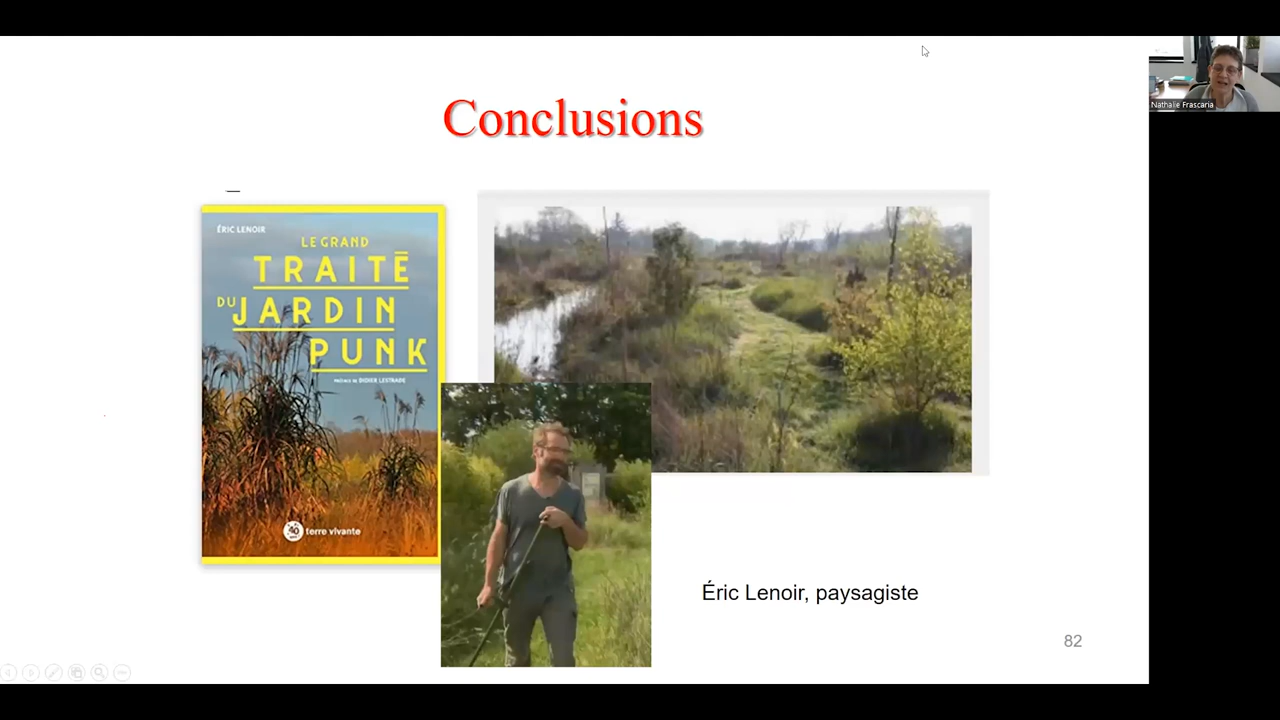 Conclusions
ÉRIC LENOIR
LE GRAND
TRAITÉ
DU JARDIN
PUNK
PRÉFACE DE DIDIER LESTRADE
terre vivante
Éric Lenoir, paysagiste
82
Nathalie Frascaria